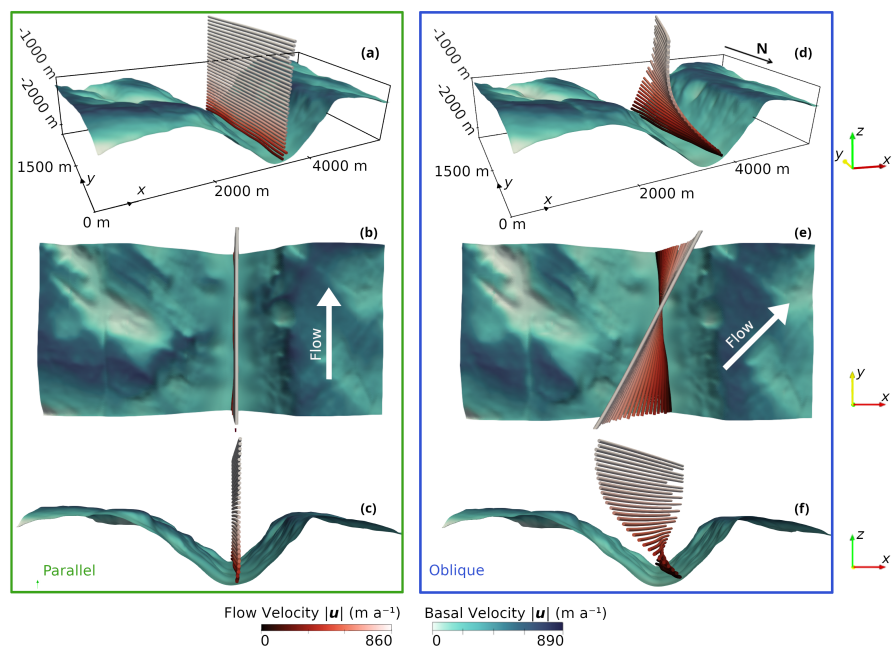 (a)
-1000 m
-2000 m
1500 m
y
x
0 m
2000 m
4000 m
(b)
Flow
(c)
Parallel
(d)
N
-1000 m
-2000 m
1500 m
y
x
0 m
2000 m
4000 m
(e)
Flow
(f)
Oblique
z
y
x
y
x
z
x
Flow Velocity |u| (m a⁻¹)
0
860
Basal Velocity |u| (m a⁻¹)
0
890